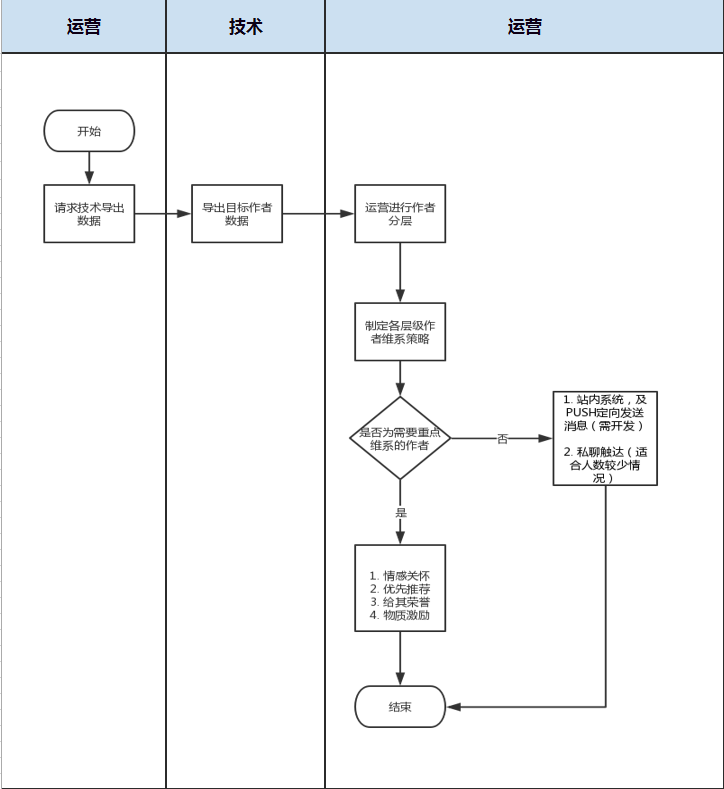 运营
技术
运营
开始
请求技术导出
数据
导出目标作者
数据
运营进行作者
分层
制定各层级作
者维系策略
是否为需要重点
维系的作者
否
1. 站内系统，及
PUSH定向发送
消息（需开发）
2. 私聊触达（适
合人数较少情
况）
是
1. 情感关怀
2. 优先推荐
3. 给其荣誉
4. 物质激励
结束